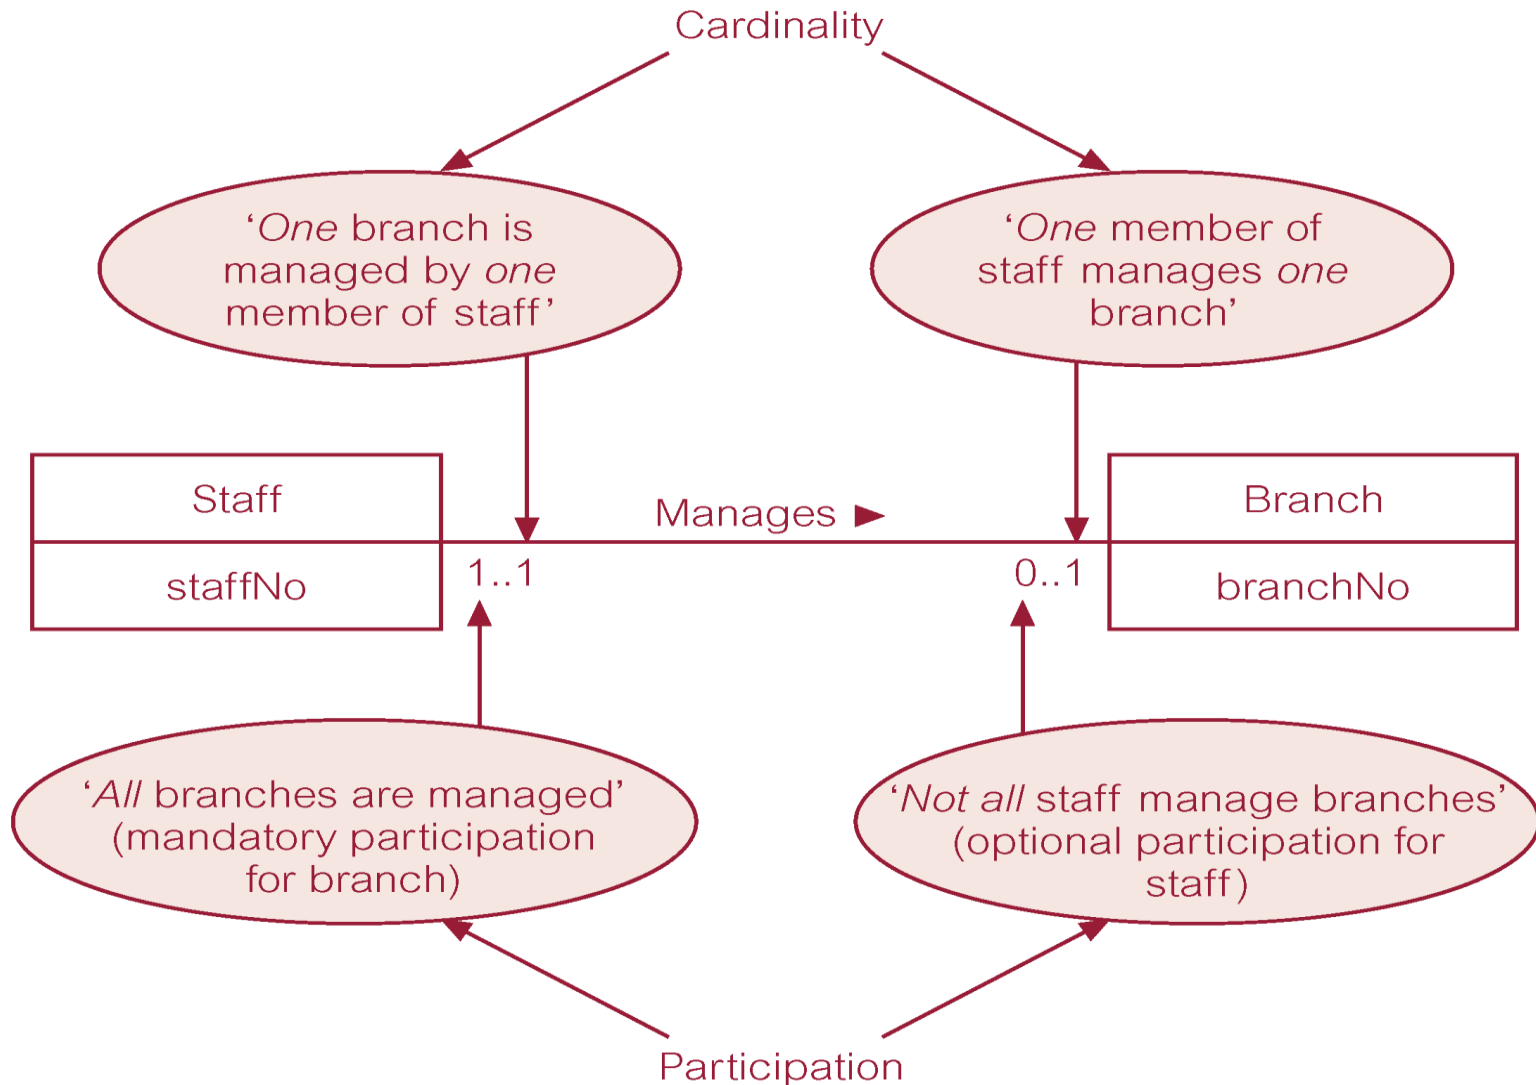 Cardinality
‘One branch is
managed by one
member of staff’
‘One member of
staff manages one
branch’
Staff
Manages ►
Branch
staffNo
1..1
0..1
branchNo
‘All branches are managed’
(mandatory participation
for branch)
‘Not all staff manage branches’
(optional participation for
staff)
Participation